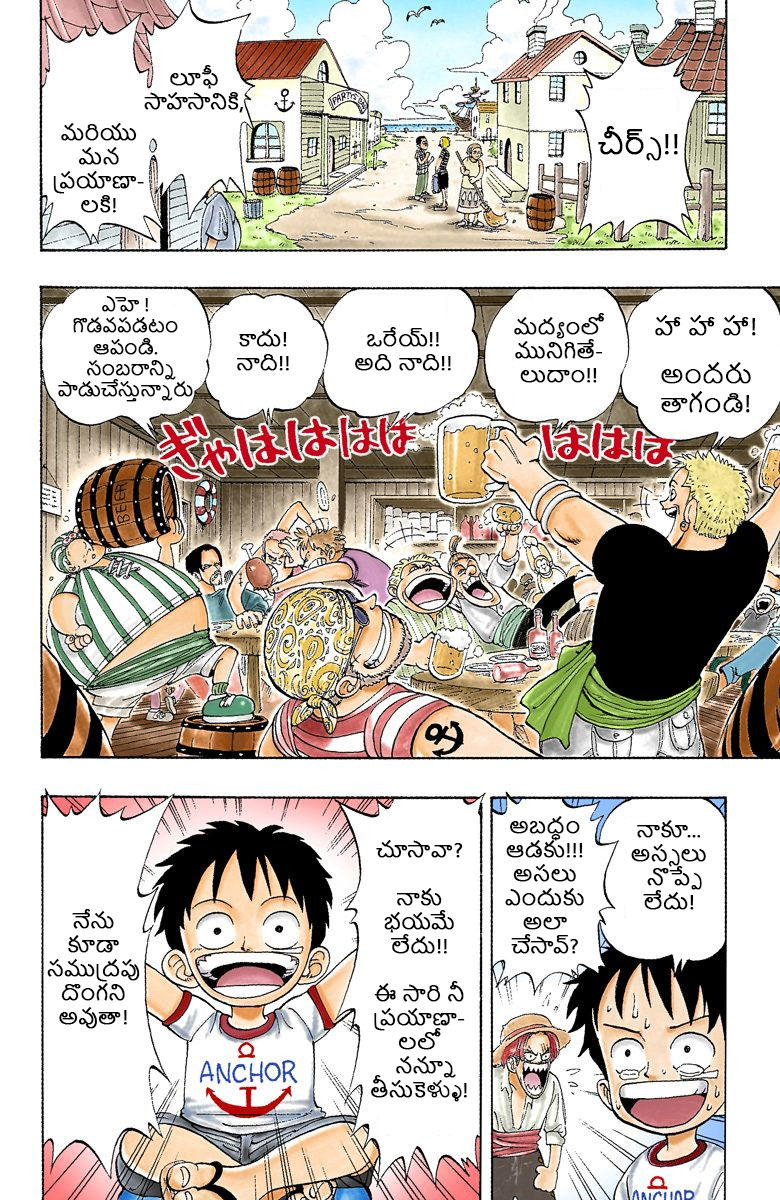 చీర్స్!!
లూఫీ
సాహసానికి,
మరియు
మన
ప్రయాణా-
లకి!
PARTYS BAR
హా హా హా!
అందరు
తాగండి!
మద్యంలో
మునిగితే-
లుదాం!!
ఒరేయ్!!
అది నాది!!
కాదు!
నాది!!
ఎహె !
గొడవపడటం
ఆపండి.
సంబరాన్ని
పాడుచేస్తున్నారు
ぎゃはははは
ははは
BEER
నాకూ...
అస్సలు
నొప్పే
లేదు!
అబద్ధం
ఆడకు!!!
అసలు
ఎందుకు
అలా
చేసావ్?
చూసావా?
నాకు
భయమే
లేదు!!
ఈ సారి నీ
ప్రయాణా-
లలో
నన్నూ
తీసుకెళ్ళు!
నేను
కూడా
సముద్రపు
దొంగని
అవుతా!
ANCHOR